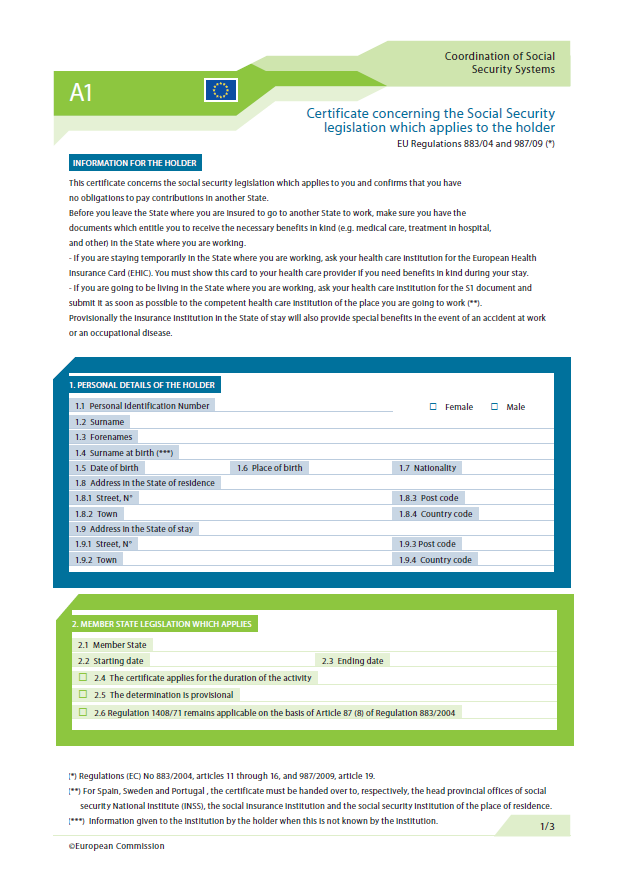 Coordination of Social
Security Systems
A1
Certificate concerning the Social Security
legislation which applies to the holder
EU Regulations 883/04 and 987/09 (*)
INFORMATION FOR THE HOLDER
This certificate concerns the social security legislation which applies to you and confirms that you have
no obligations to pay contributions in another State.
Before you leave the State where you are insured to go to another State to work, make sure you have the
documents which entitle you to receive the necessary benefits in kind (e.g. medical care, treatment in hospital,
and other) in the State where you are working.
- If you are staying temporarily in the State where you are working, ask your health care institution for the European Health
Insurance Card (EHIC). You must show this card to your health care provider if you need benefits in kind during your stay.
- If you are going to be living in the State where you are working, ask your health care institution for the S1 document and
submit it as soon as possible to the competent health care institution of the place you are going to work (**).
Provisionally the insurance institution in the State of stay will also provide special benefits in the event of an accident at work
or an occupational disease.
1. PERSONAL DETAILS OF THE HOLDER
1.1 Personal Identification Number ☐ Female ☐ Male
1.2 Surname
1.3 Forenames
1.4 Surname at birth (***)
1.5 Date of birth 1.6 Place of birth 1.7 Nationality
1.8 Address in the State of residence
1.8.1 Street, N° 1.8.3 Post code
1.8.2 Town 1.8.4 Country code
1.9 Address in the State of stay
1.9.1 Street, N° 1.9.3 Post code
1.9.2 Town 1.9.4 Country code
2. MEMBER STATE LEGISLATION WHICH APPLIES
2.1 Member State
2.2 Starting date 2.3 Ending date
☐ 2.4 The certificate applies for the duration of the activity
☐ 2.5 The determination is provisional
☐ 2.6 Regulation 1408/71 remains applicable on the basis of Article 87 (8) of Regulation 883/2004
(*) Regulations (EC) No 883/2004, articles 11 through 16, and 987/2009, article 19.
(**) For Spain, Sweden and Portugal , the certificate must be handed over to, respectively, the head provincial offices of social
security National Institute (INSS), the social insurance institution and the social security institution of the place of residence.
(***) Information given to the institution by the holder when this is not known by the institution.
1/3
©European Commission